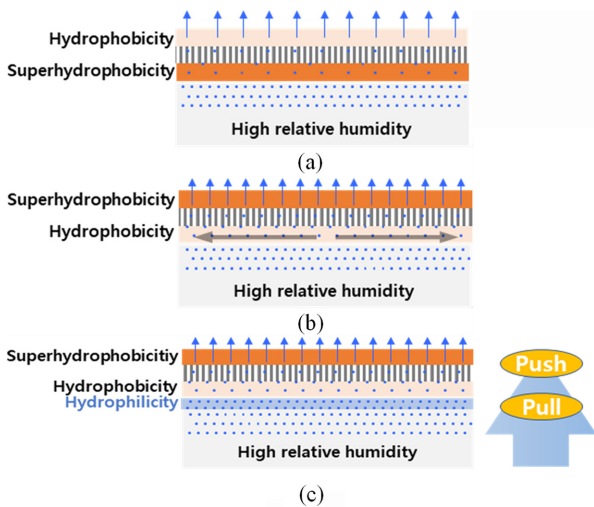 Hydrophobicity
Superhydrophobicity
High relative humidity
(a)
Superhydrophobicity
Hydrophobicity
High relative humidity
(b)
Superhydrophobicitiy
Hydrophobicity
Hydrophilicity
High relative humidity
Push
Pull
(c)